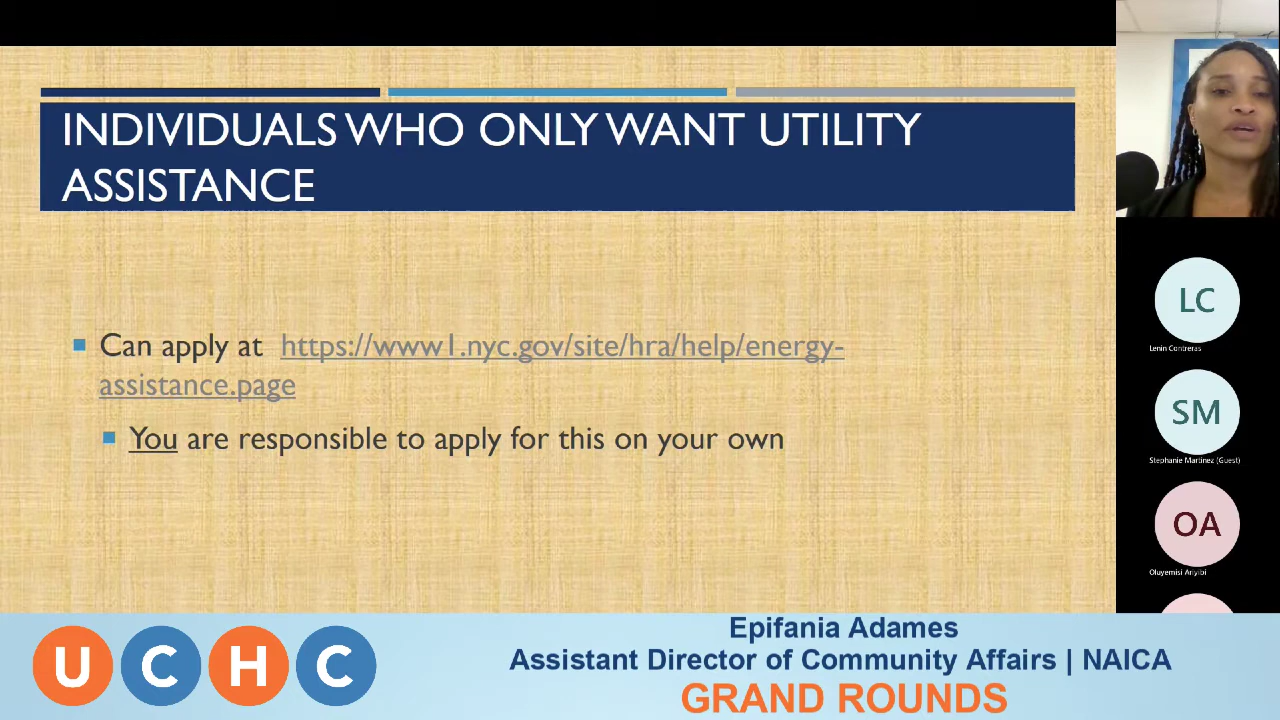 INDIVIDUALS WHO ONLY WANT UTILITY
ASSISTANCE
Can apply at https://www1.nyc.gov/site/hra/help/energy-
assistance.page
You are responsible to apply for this on your own
LC
Lenin Contreras
SM
Stephanie Martinez (Guest)
OA
Oluyemisi Ariyibi
UCHC
Epifania Adames
Assistant Director of Community Affairs | NAICA
GRAND ROUNDS